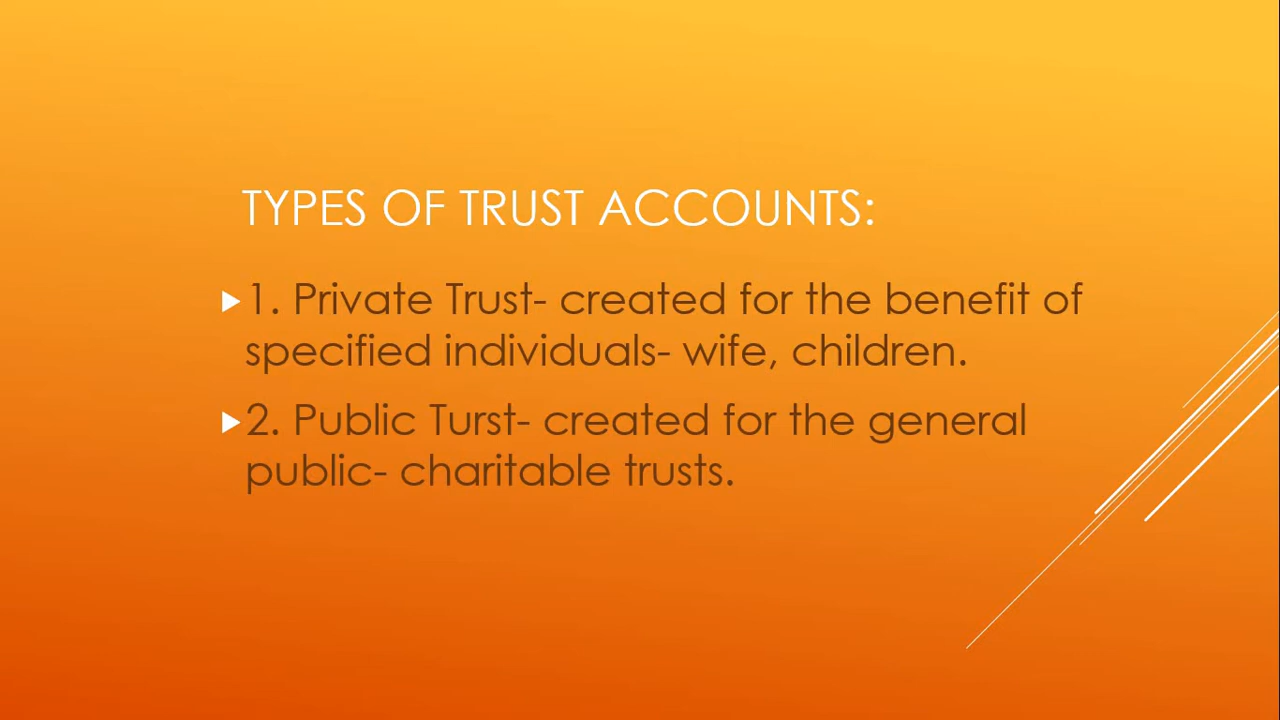 TYPES OF TRUST ACCOUNTS:
1. Private Trust- created for the benefit of
specified individuals- wife, children.
2. Public Turst- created for the general
public- charitable trusts.